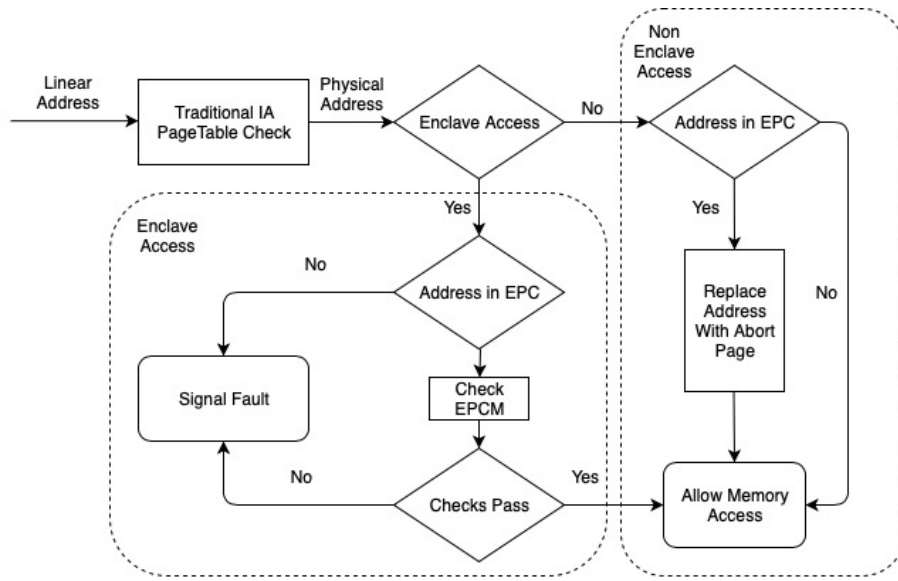 Linear
Address
Traditional IA
PageTable Check
Physical
Address
Enclave Access
No
Non
Enclave
Access
Address in EPC
Yes
No
Replace
Address
With Abort
Page
Allow Memory
Access
Yes
Enclave
Access
Address in EPC
No
Signal Fault
Check
EPCM
Checks Pass
No
Yes